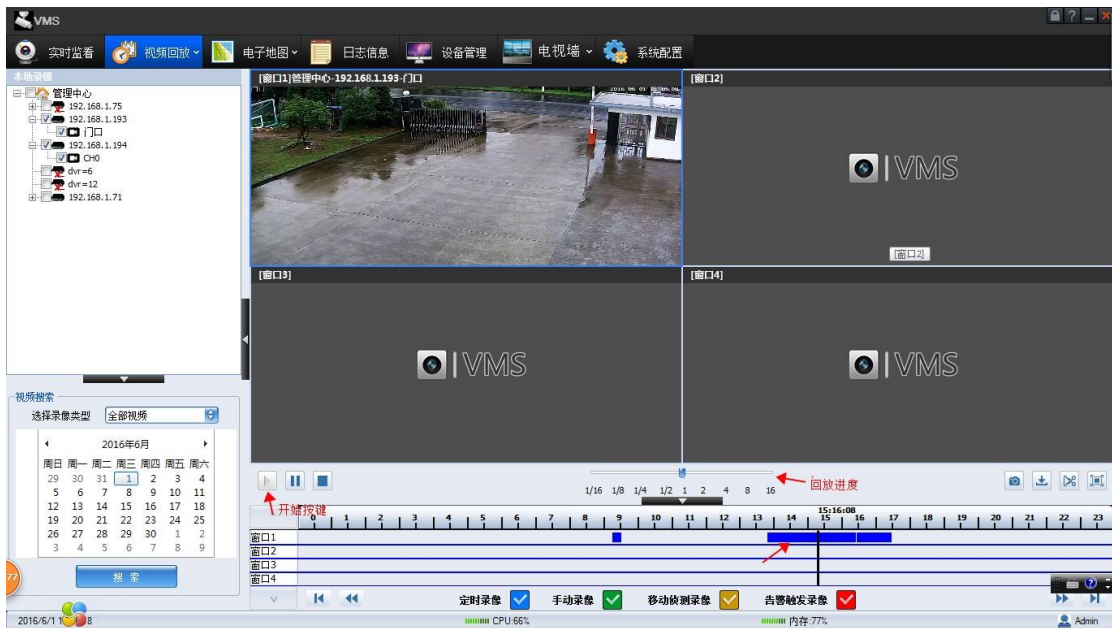 VMS
实时监看 视频回放 电子地图 日志信息 设备管理 电视墙 系统配置
本地录像
管理中心
192.168.1.75
192.168.1.193
门口
192.168.1.194
CH0
dvr=6
dvr=12
192.168.1.71
[窗口1]管理中心-192.168.1.193-门口
[窗口2]
VMS
[窗口2]
[窗口3]
[窗口4]
VMS
VMS
视频搜索
选择录像类型 全部视频
2016年6月
周日 周一 周二 周三 周四 周五 周六
29 30 31 1 2 3 4
5 6 7 8 9 10 11
12 13 14 15 16 17 18
19 20 21 22 23 24 25
26 27 28 29 30 1 2
3 4 5 6 7 8 9
搜索
77
回放进度
1/16 1/8 1/4 1/2 1 2 4 8 16
开始按键
15:16:08
0 1 2 3 4 5 6 7 8 9 10 11 12 13 14 15 16 17 18 19 20 21 22 23
窗口1
窗口2
窗口3
窗口4
定时录像 手动录像 移动侦测录像 告警触发录像
2016/6/1 1 8 CPU:66% 内存:77% Admin